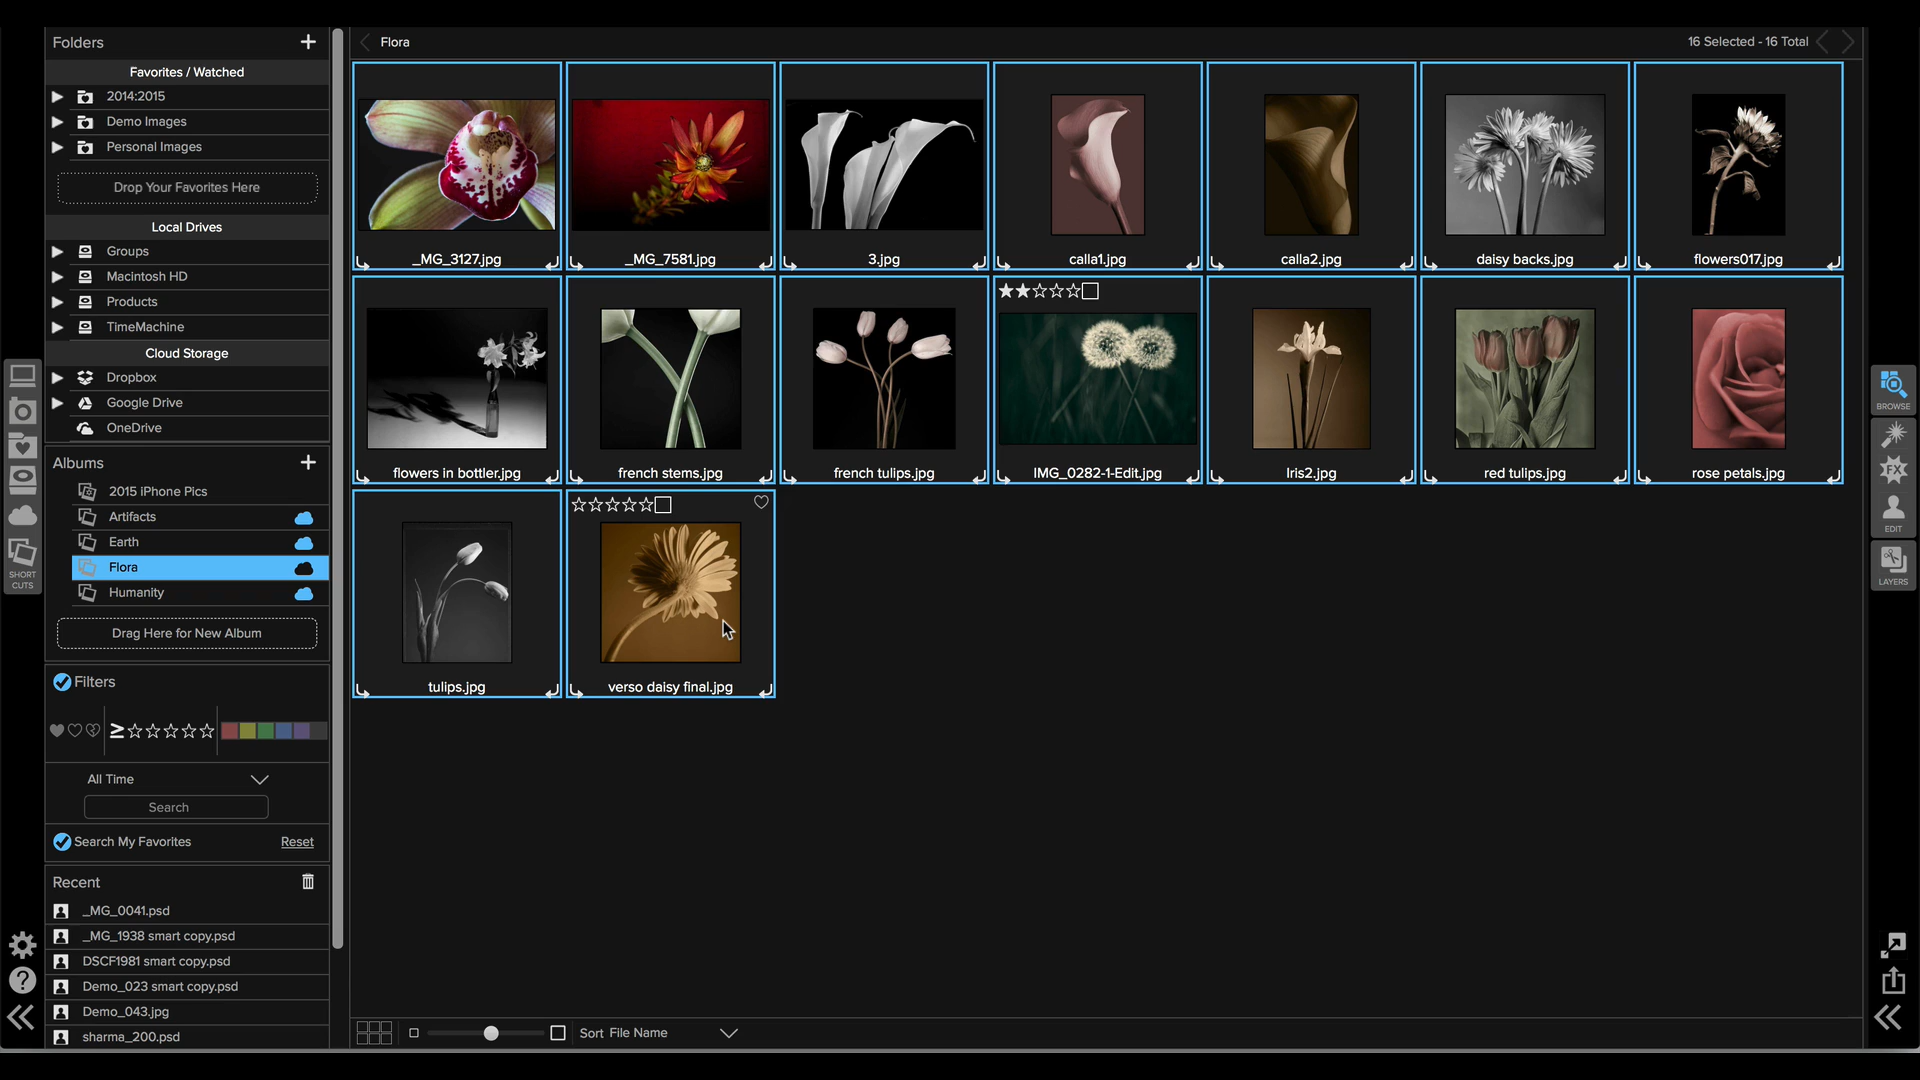 Folders
Favorites / Watched
2014:2015
Demo Images
Personal Images
Drop Your Favorites Here
Local Drives
Groups
Macintosh HD
Products
TimeMachine
Cloud Storage
Dropbox
Google Drive
OneDrive
Albums
2015 iPhone Pics
Artifacts
Earth
Flora
Humanity
Drag Here for New Album
Filters
≥
All Time
Search
Search My Favorites Reset
Recent
_MG_0041.psd
_MG_1938 smart copy.psd
DSCF1981 smart copy.psd
Demo_023 smart copy.psd
Demo_043.jpg
sharma_200.psd
SHORT
CUTS
Flora
16 Selected - 16 Total
_MG_3127.jpg
_MG_7581.jpg
3.jpg
calla1.jpg
calla2.jpg
daisy backs.jpg
flowers017.jpg
flowers in bottler.jpg
french stems.jpg
french tulips.jpg
IMG_0282-1-Edit.jpg
Iris2.jpg
red tulips.jpg
rose petals.jpg
tulips.jpg
verso daisy final.jpg
Sort File Name
BROWSE
FX
EDIT
LAYERS